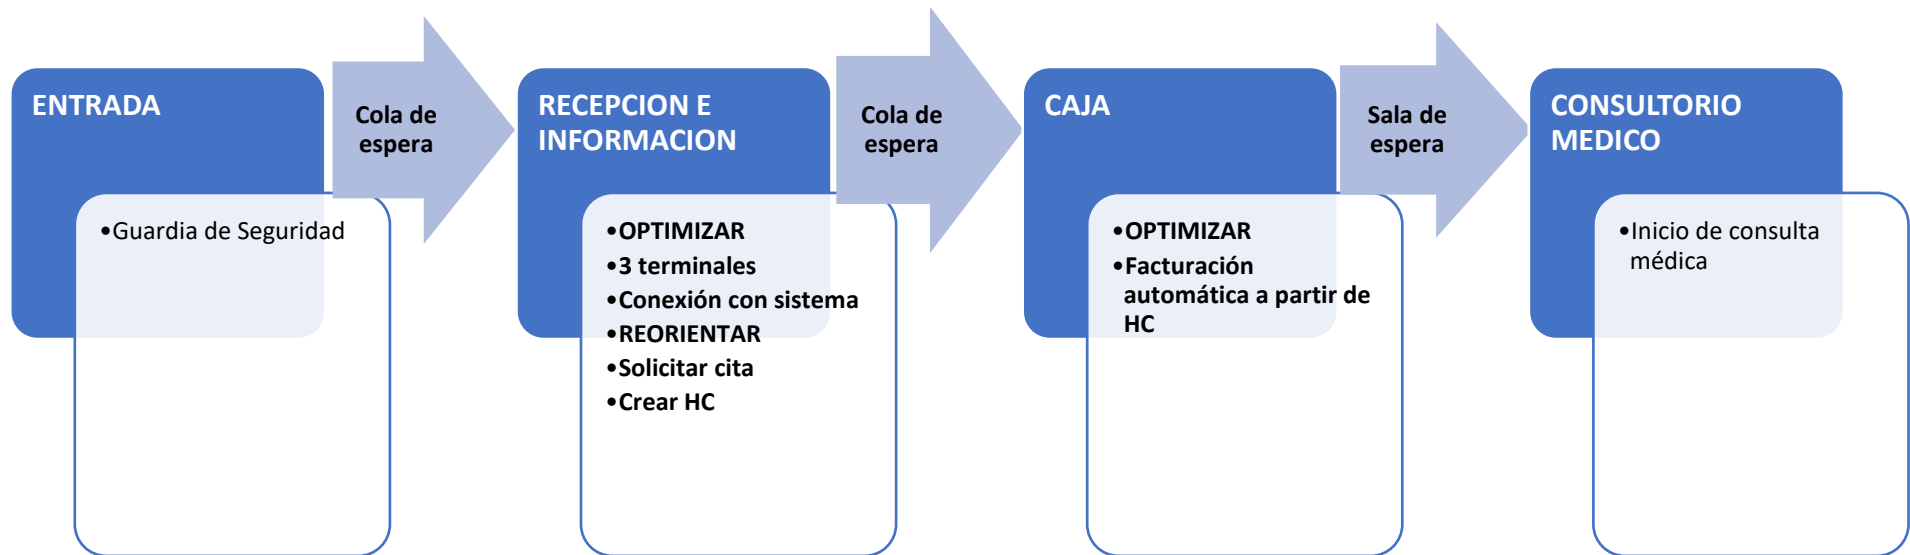 ENTRADA
•Guardia de Seguridad
Cola de
espera
RECEPCION E
INFORMACION
•OPTIMIZAR
•3 terminales
•Conexión con sistema
•REORIENTAR
•Solicitar cita
•Crear HC
Cola de
espera
CAJA
•OPTIMIZAR
•Facturación
automática a partir de
HC
Sala de
espera
CONSULTORIO
MEDICO
•Inicio de consulta
médica